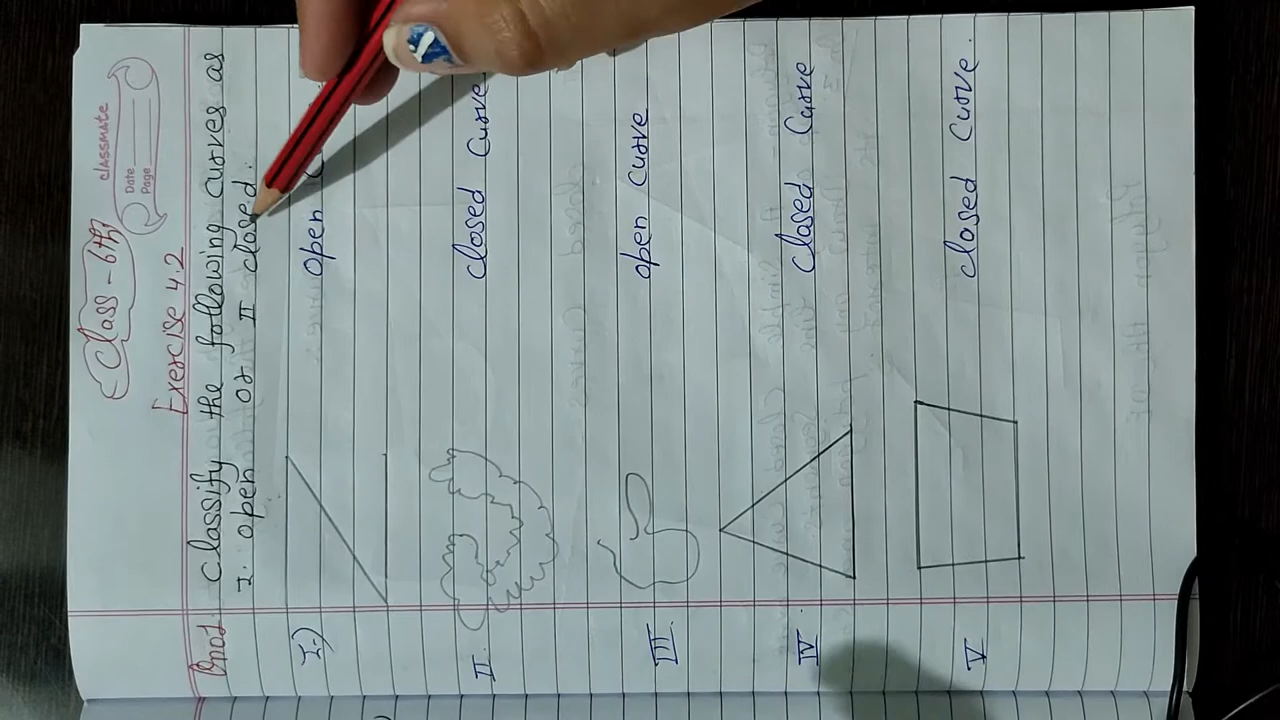 Class-6th
classmate
Date
Page
Exercise 4.2
Qno1. Classify the following curves as
I. open or II closed.
I.) open
II. closed curve
III. open curve
IV. closed curve
V closed curve.